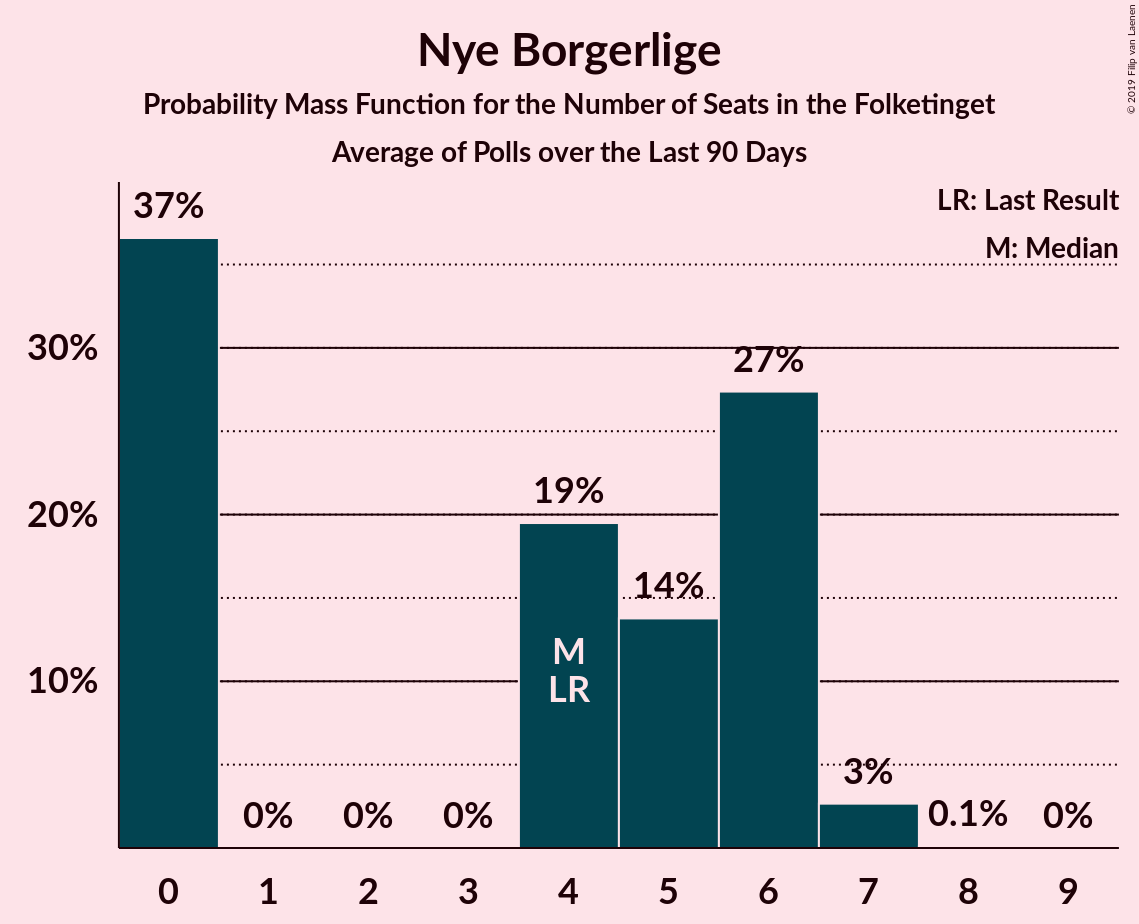 Nye Borgerlige
Probability Mass Function for the Number of Seats in the Folketinget
Average of Polls over the Last 90 Days
© 2019 Filip van Laenen
LR: Last Result
M: Median
37%
30%
27%
20%
19%
14%
10%
M
LR
3%
0%
0%
0%
0.1%
0%
0 1 2 3 4 5 6 7 8 9